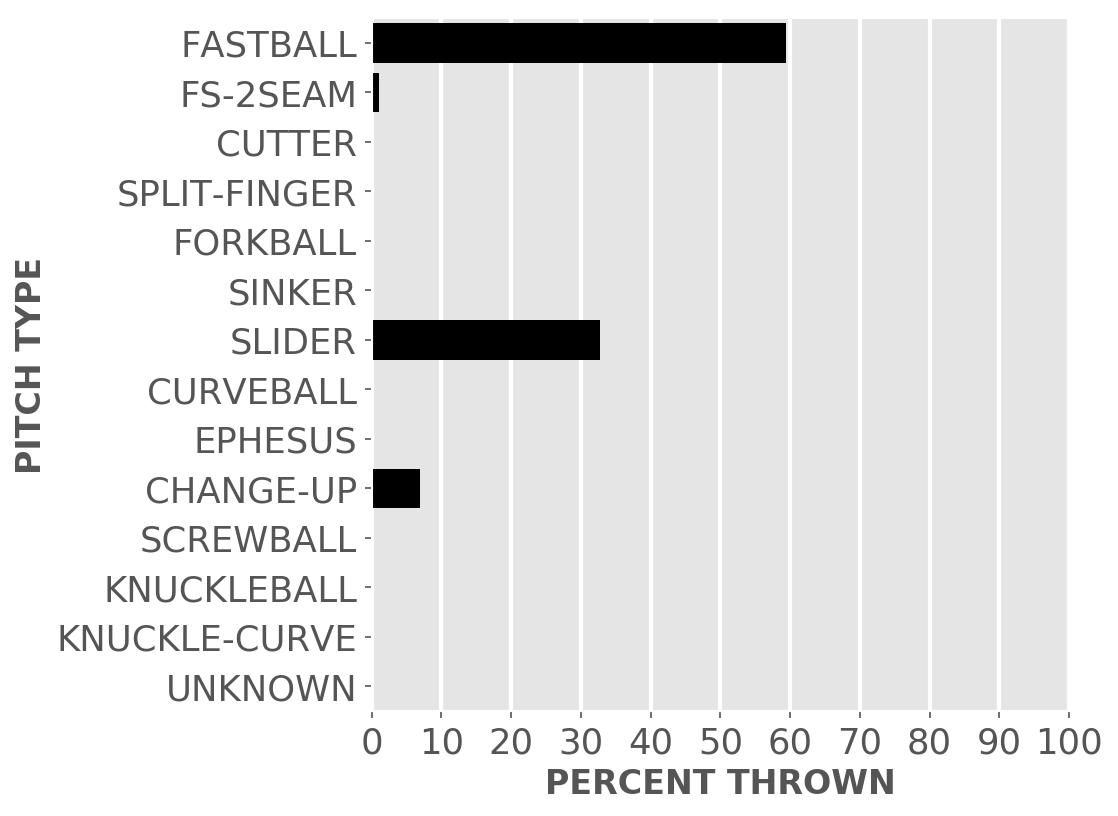 FASTBALL
FS-2SEAM
CUTTER
SPLIT-FINGER
FORKBALL
SINKER
SLIDER
CURVEBALL
EPHESUS
CHANGE-UP
SCREWBALL
KNUCKLEBALL
KNUCKLE-CURVE
UNKNOWN
PITCH TYPE
0 10 20 30 40 50 60 70 80 90 100
PERCENT THROWN